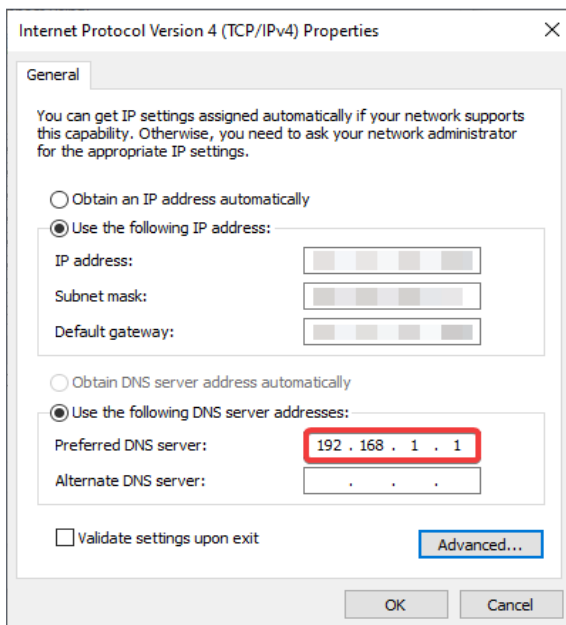 Internet Protocol Version 4 (TCP/IPv4) Properties
General
You can get IP settings assigned automatically if your network supports
this capability. Otherwise, you need to ask your network administrator
for the appropriate IP settings.
Obtain an IP address automatically
Use the following IP address:
IP address:
Subnet mask:
Default gateway:
Obtain DNS server address automatically
Use the following DNS server addresses:
Preferred DNS server: 192 . 168 . 1 . 1
Alternate DNS server: . . .
Validate settings upon exit
Advanced...
OK Cancel